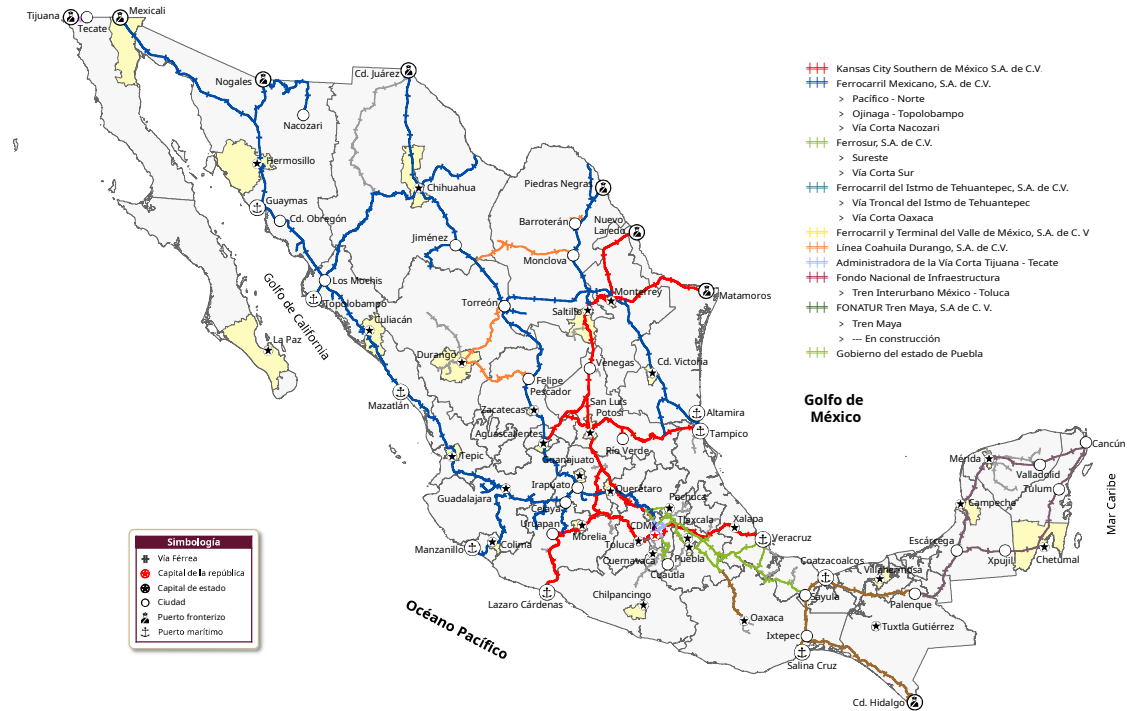 Tijuana
Tecate
Mexicali
Nogales
Nacozari
Cd. Juárez
Hermosillo
Chihuahua
Guaymas
Cd. Obregón
Piedras Negras
Barroterán
Nuevo
Laredo
Jiménez
Monclova
Los Mochis
Topolobampo
Golfo de California
Torreón
Monterrey
Matamoros
Saltillo
Culiacán
La Paz
Durango
Venegas
Cd. Victoria
Felipe
Pescador
Mazatlán
Zacatecas
San Luis
Potosí
Altamira
Tampico
Aguascalientes
Río Verde
Tepic
Guanajuato
Guadalajara
Irapuato
Querétaro
Pachuca
Celaya
Uruapan
CDMX
Tlaxcala
Xalapa
Morelia
Toluca
Veracruz
Manzanillo
Colima
Puebla
Cuernavaca
Cuautla
Lazaro Cárdenas
Chilpancingo
Oaxaca
Coatzacoalcos
Villahermosa
Sayula
Palenque
Ixtepec
Tuxtla Gutiérrez
Salina Cruz
Cd. Hidalgo
Mérida
Valladolid
Cancún
Tulum
Campeche
Escárcega
Xpujil
Chetumal
Mar Caribe
Golfo de
México
Océano Pacífico
Kansas City Southern de México S.A. de C.V.
Ferrocarril Mexicano, S.A. de C.V.
> Pacífico - Norte
> Ojinaga - Topolobampo
> Vía Corta Nacozari
Ferrosur, S.A. de C.V.
> Sureste
> Vía Corta Sur
Ferrocarril del Istmo de Tehuantepec, S.A. de C.V.
> Vía Troncal del Istmo de Tehuantepec
> Vía Corta Oaxaca
Ferrocarril y Terminal del Valle de México, S.A. de C. V
Línea Coahuila Durango, S.A. de C.V.
Administradora de la Vía Corta Tijuana - Tecate
Fondo Nacional de Infraestructura
> Tren Interurbano México - Toluca
FONATUR Tren Maya, S.A de C. V.
> Tren Maya
> --- En construcción
Gobierno del estado de Puebla
Simbología
Vía Férrea
Capital de la república
Capital de estado
Ciudad
Puerto fronterizo
Puerto marítimo